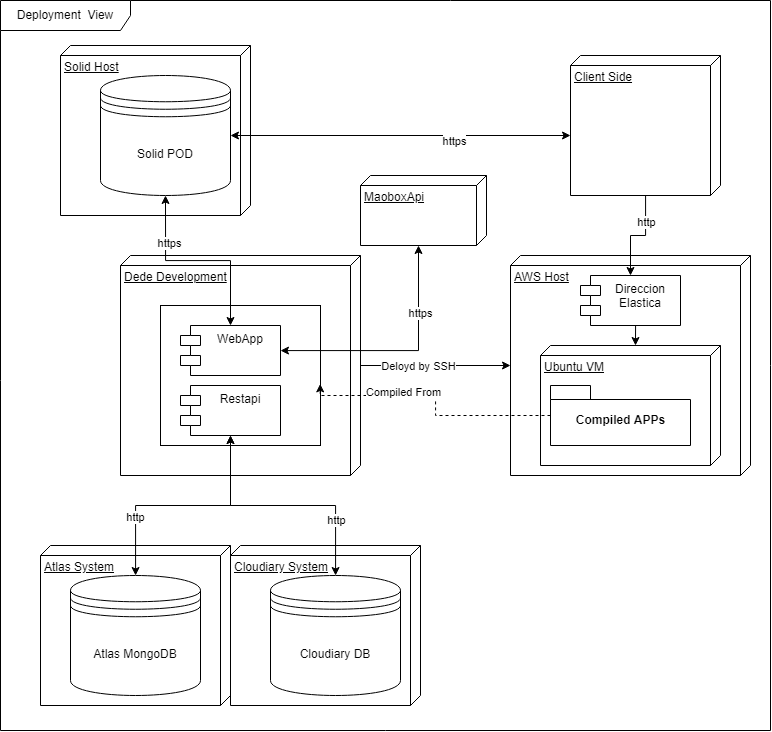 Deployment View
Solid Host
Solid POD
Client Side
https
MaoboxApi
http
https
Dede Development
AWS Host
Direccion
Elastica
https
WebApp
Deloyd by SSH
Ubuntu VM
Compiled From
Restapi
Compiled APPs
http
http
Atlas System
Cloudiary System
Atlas MongoDB
Cloudiary DB